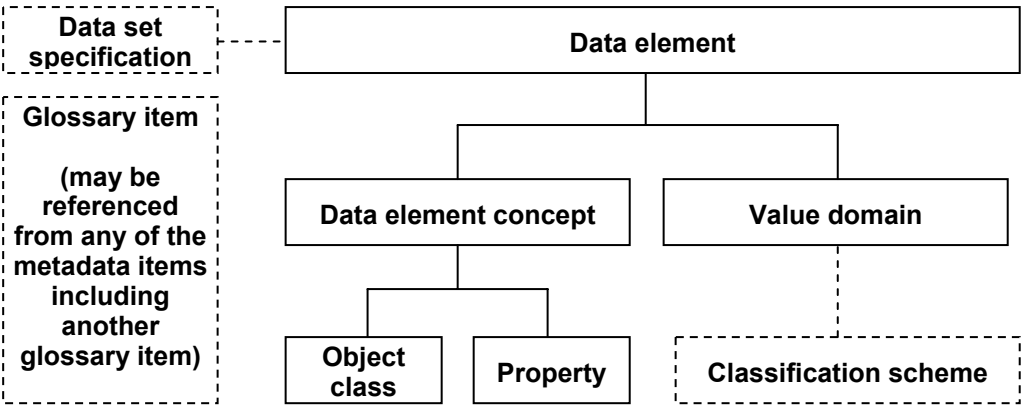 Data set
specification
Data element
Glossary item
(may be
referenced
from any of the
metadata items
including
another
glossary item)
Data element concept
Value domain
Object
class
Property
Classification scheme